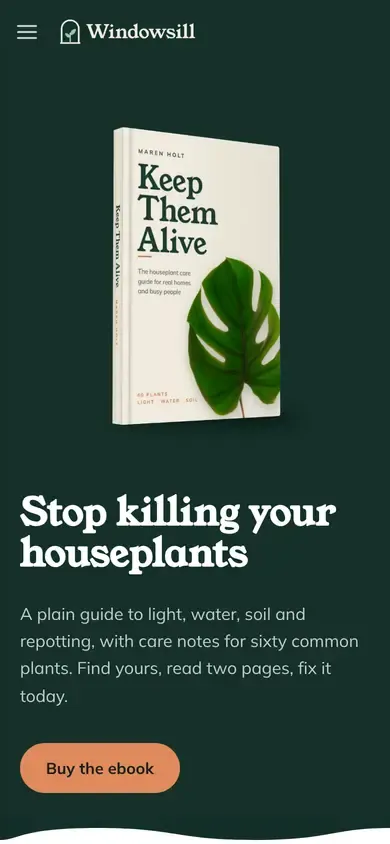 Windowsill
MAREN HOLT
Keep
Them
Alive
The houseplant care
guide for real homes
and busy people
60 PLANTS
LIGHT WATER SOIL
Keep Them Alive
MAREN HOLT
Stop killing your
houseplants
A plain guide to light, water, soil and
repotting, with care notes for sixty common
plants. Find yours, read two pages, fix it
today.
Buy the ebook